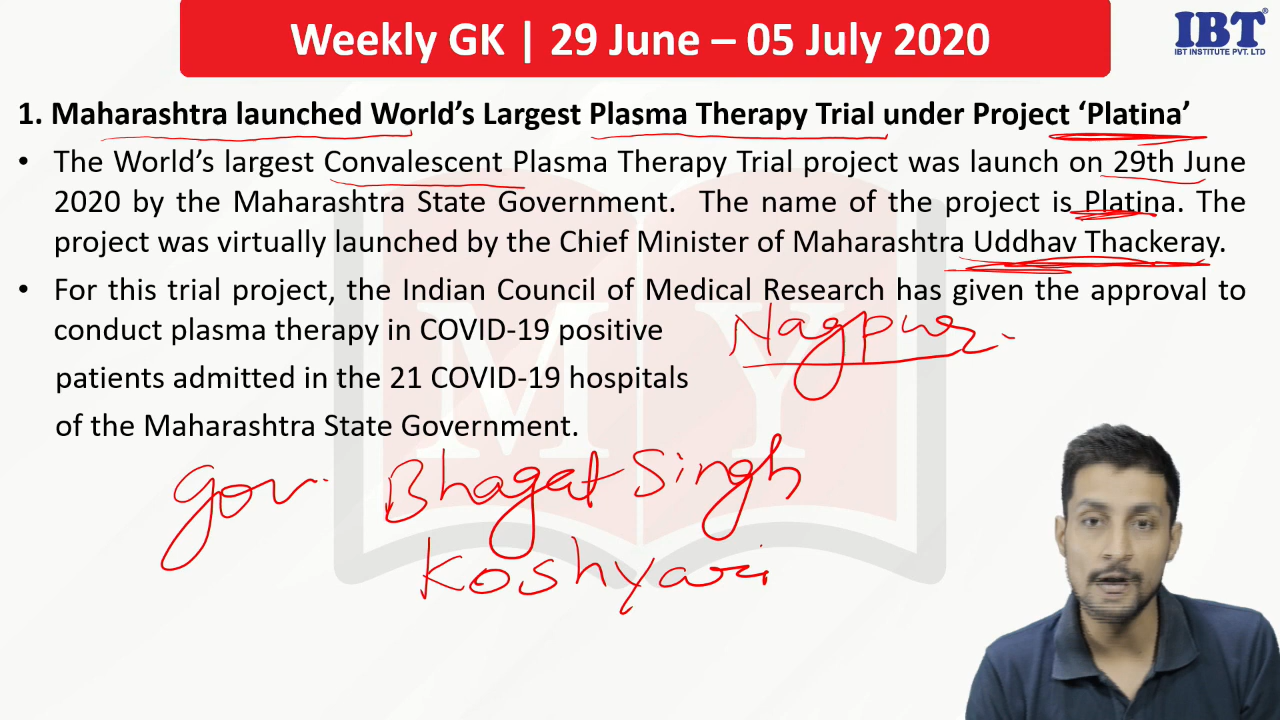 Weekly GK | 29 June – 05 July 2020
IBT®
IBT INSTITUTE PVT. LTD
1. Maharashtra launched World's Largest Plasma Therapy Trial under Project ‘Platina’
• The World's largest Convalescent Plasma Therapy Trial project was launch on 29th June
2020 by the Maharashtra State Government. The name of the project is Platina. The
project was virtually launched by the Chief Minister of Maharashtra Uddhav Thackeray.
• For this trial project, the Indian Council of Medical Research has given the approval to
conduct plasma therapy in COVID-19 positive
Nagpur
patients admitted in the 21 COVID-19 hospitals
of the Maharashtra State Government.
M Y
Gov. Bhagat Singh
Koshyari